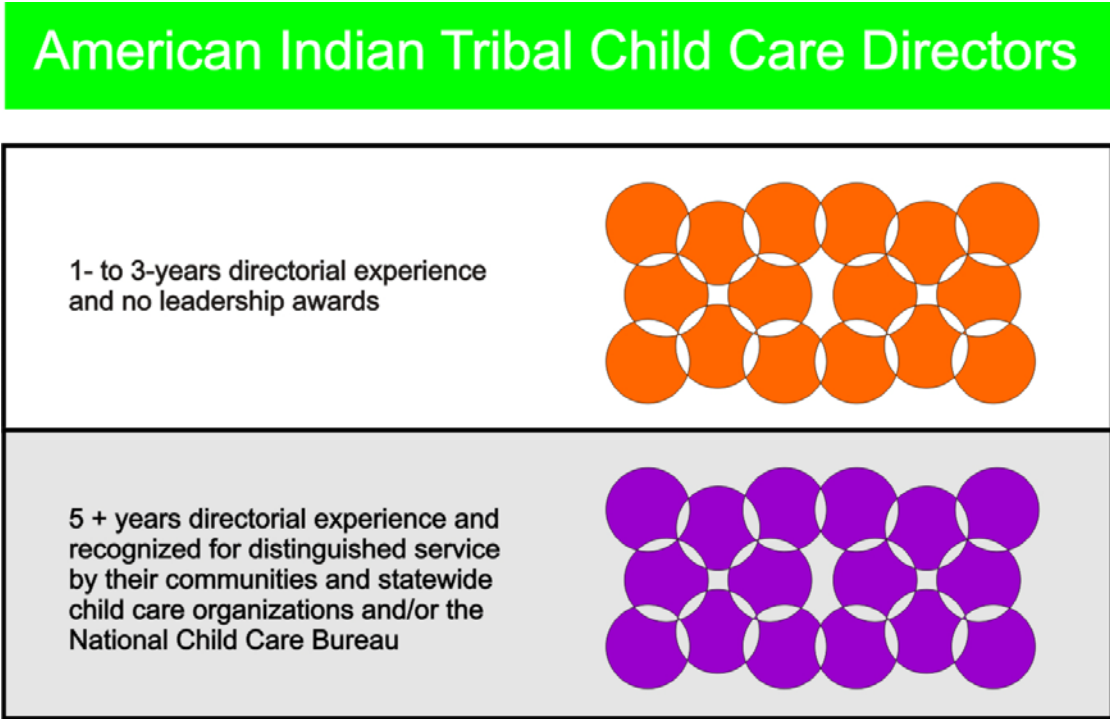 American Indian Tribal Child Care Directors
1- to 3-years directorial experience
and no leadership awards
5 + years directorial experience and
recognized for distinguished service
by their communities and statewide
child care organizations and/or the
National Child Care Bureau